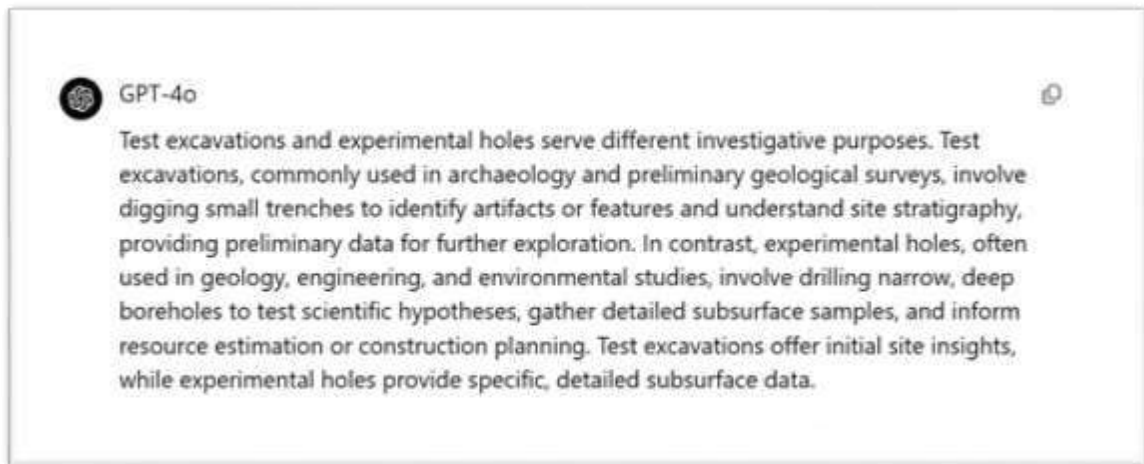 GPT-4o
Test excavations and experimental holes serve different investigative purposes. Test
excavations, commonly used in archaeology and preliminary geological surveys, involve
digging small trenches to identify artifacts or features and understand site stratigraphy,
providing preliminary data for further exploration. In contrast, experimental holes, often
used in geology, engineering, and environmental studies, involve drilling narrow, deep
boreholes to test scientific hypotheses, gather detailed subsurface samples, and inform
resource estimation or construction planning. Test excavations offer initial site insights,
while experimental holes provide specific, detailed subsurface data.